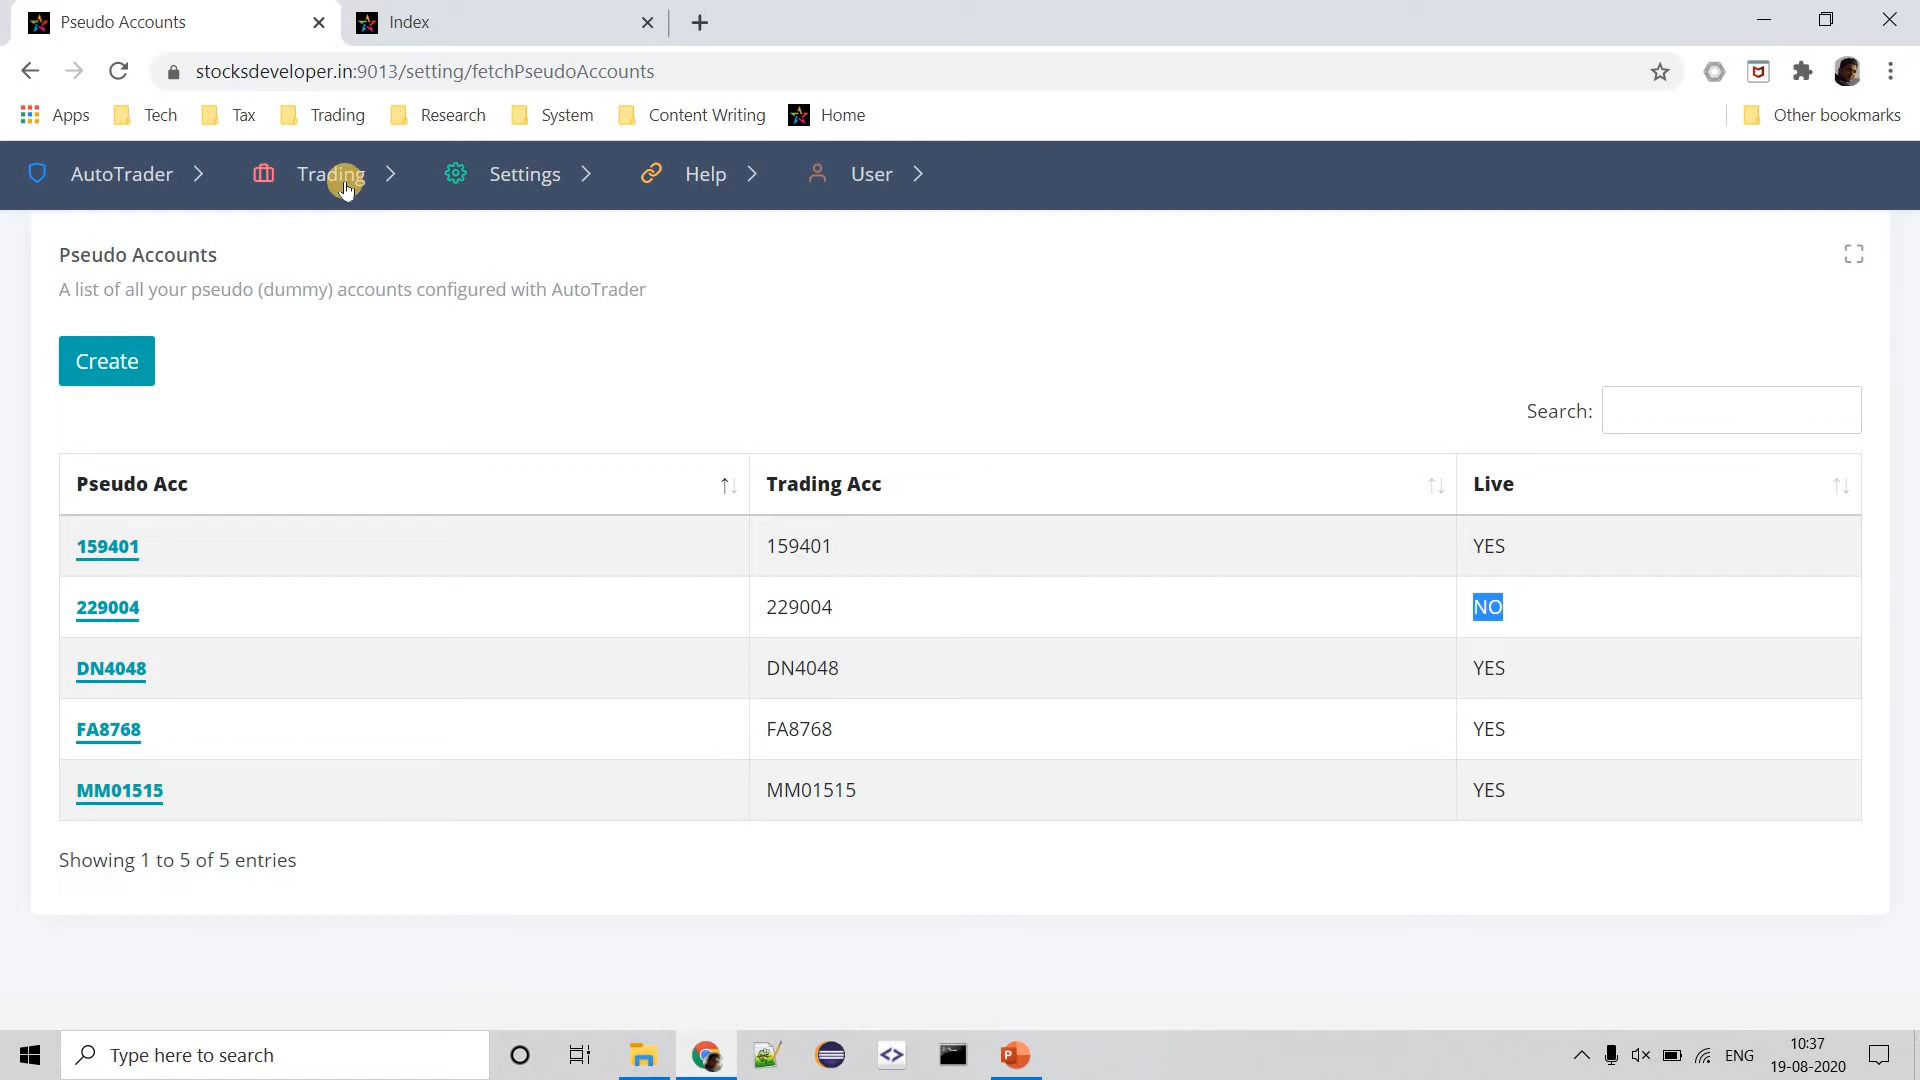 Pseudo Accounts
Index
stocksdeveloper.in:9013/setting/fetchPseudoAccounts
Apps
Tech
Tax
Trading
Research
System
Content Writing
Home
Other bookmarks
AutoTrader
Trading
Settings
Help
User
Pseudo Accounts
A list of all your pseudo (dummy) accounts configured with AutoTrader
Create
Search:
Pseudo Acc
Trading Acc
Live
159401
159401
YES
229004
229004
NO
DN4048
DN4048
YES
FA8768
FA8768
YES
MM01515
MM01515
YES
Showing 1 to 5 of 5 entries
Type here to search
ENG
10:37
19-08-2020